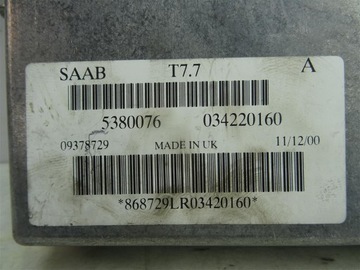 SAAB T7.7 A
5380076 034220160
09378729 MADE IN UK 11/12/00
*868729LR03420160*